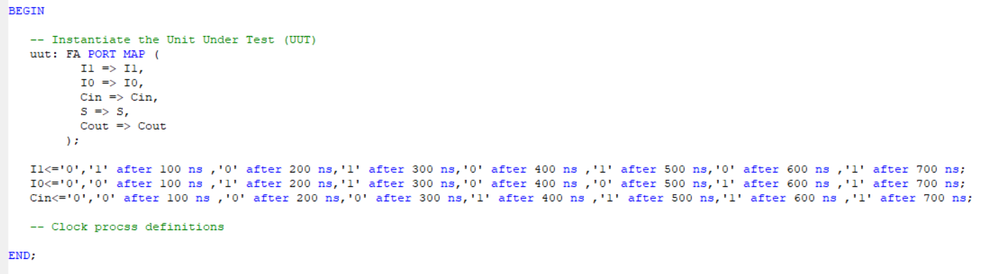 BEGIN
-- Instantiate the Unit Under Test (UUT)
uut: FA PORT MAP (
I1 => I1,
I0 => I0,
Cin => Cin,
S => S,
Cout => Cout
);
I1<='0','1' after 100 ns ,'0' after 200 ns,'1' after 300 ns,'0' after 400 ns ,'1' after 500 ns,'0' after 600 ns ,'1' after 700 ns;
I0<='0','0' after 100 ns ,'1' after 200 ns,'1' after 300 ns,'0' after 400 ns ,'0' after 500 ns,'1' after 600 ns ,'1' after 700 ns;
Cin<='0','0' after 100 ns ,'0' after 200 ns,'0' after 300 ns,'1' after 400 ns ,'1' after 500 ns,'1' after 600 ns ,'1' after 700 ns;
-- Clock procss definitions
END;